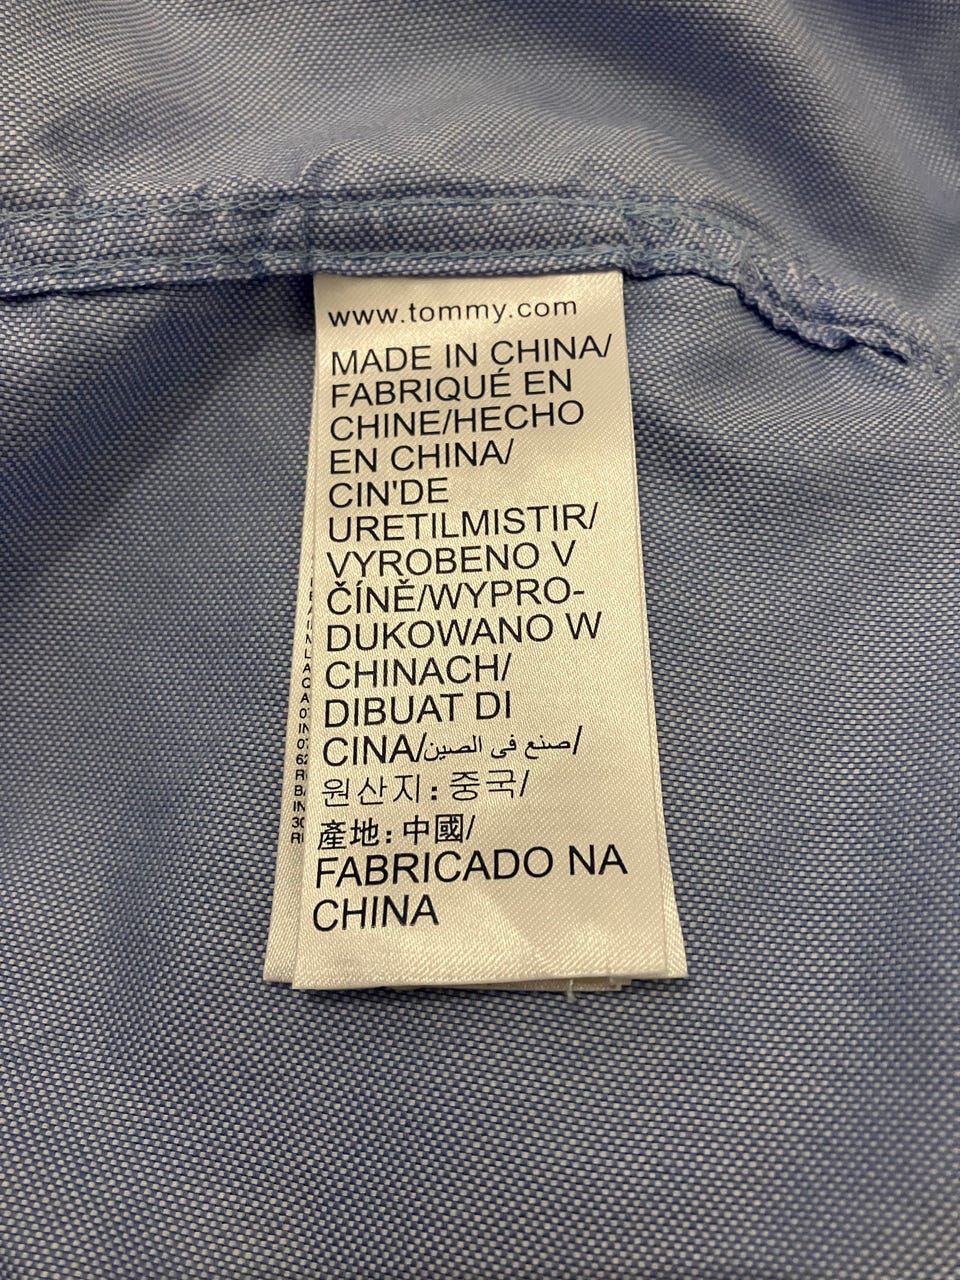 www.tommy.com
MADE IN CHINA/
FABRIQUÉ EN
CHINE/HECHO
EN CHINA/
CIN'DE
URETILMISTIR/
VYROBENO V
ČÍNĚ/WYPRO-
DUKOWANO W
CHINACH/
DIBUAT DI
CINA/صنع في الصين/
원산지: 중국/
產地: 中國/
FABRICADO NA
CHINA